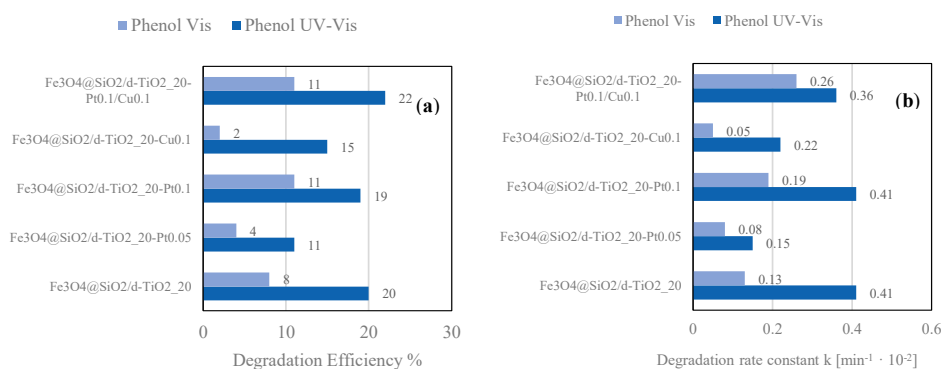 Phenol Vis Phenol UV-Vis
(a)
Fe3O4@SiO2/d-TiO2_20-
Pt0.1/Cu0.1
11
22
Fe3O4@SiO2/d-TiO2_20-Cu0.1
2
15
Fe3O4@SiO2/d-TiO2_20-Pt0.1
11
19
Fe3O4@SiO2/d-TiO2_20-Pt0.05
4
11
Fe3O4@SiO2/d-TiO2_20
8
20
0 10 20 30
Degradation Efficiency %
Phenol Vis Phenol UV-Vis
(b)
Fe3O4@SiO2/d-TiO2_20-
Pt0.1/Cu0.1
0.26
0.36
Fe3O4@SiO2/d-TiO2_20-Cu0.1
0.05
0.22
Fe3O4@SiO2/d-TiO2_20-Pt0.1
0.19
0.41
Fe3O4@SiO2/d-TiO2_20-Pt0.05
0.08
0.15
Fe3O4@SiO2/d-TiO2_20
0.13
0.41
0 0.2 0.4 0.6
Degradation rate constant k [min⁻¹ · 10⁻²]